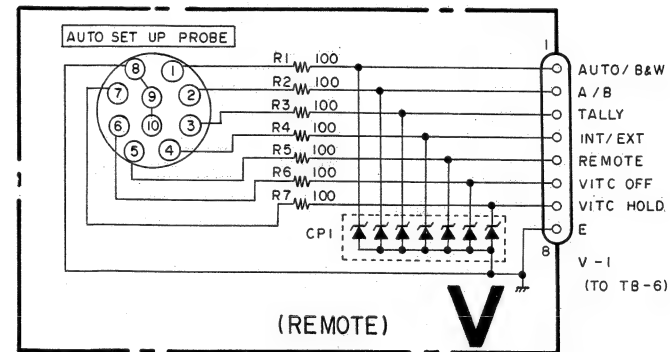 AUTO SET UP PROBE
8
1
7
9
2
6
10
3
5
4
R1 100
R2 100
R3 100
R4 100
R5 100
R6 100
R7 100
CP1
1
AUTO/B&W
A/B
TALLY
INT/EXT
REMOTE
VITC OFF
VITC HOLD
E
8
V-1
(TO TB-6)
(REMOTE)
V